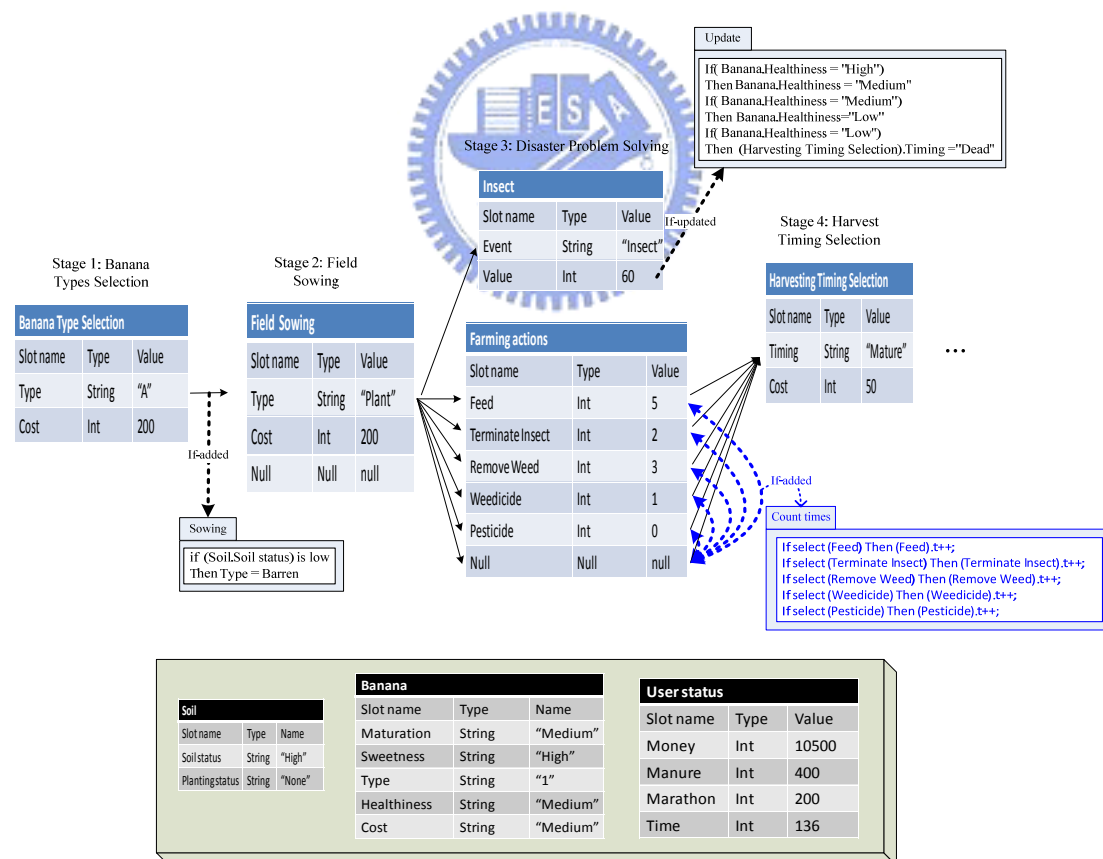 Update
If( Banana.Healthiness = "High")
Then Banana.Healthiness = "Medium"
If( Banana.Healthiness = "Medium")
Then Banana.Healthiness="Low"
If( Banana.Healthiness = "Low")
Then (Harvesting Timing Selection).Timing ="Dead"
ESA
Stage 3: Disaster Problem Solving
Insect
Slot name Type Value
Event String “Insect”
Value Int 60
If-updated
Stage 4: Harvest
Timing Selection
Harvesting Timing Selection
Slot name Type Value
Timing String “Mature”
Cost Int 50
...
Stage 1: Banana
Types Selection
Banana Type Selection
Slot name Type Value
Type String “A”
Cost Int 200
If-added
Sowing
if (Soil.Soil status) is low
Then Type = Barren
Stage 2: Field
Sowing
Field Sowing
Slot name Type Value
Type String “Plant”
Cost Int 200
Null Null null
Farming actions
Slot name Type Value
Feed Int 5
Terminate Insect Int 2
Remove Weed Int 3
Weedicide Int 1
Pesticide Int 0
Null Null null
If-added
Count times
If select (Feed) Then (Feed).t++;
If select (Terminate Insect) Then (Terminate Insect).t++;
If select (Remove Weed) Then (Remove Weed).t++;
If select (Weedicide) Then (Weedicide).t++;
If select (Pesticide) Then (Pesticide).t++;
Soil
Slot name Type Name
Soil status String “High”
Planting status String “None”
Banana
Slot name Type Name
Maturation String “Medium”
Sweetness String “High”
Type String “1”
Healthiness String “Medium”
Cost String “Medium”
User status
Slot name Type Value
Money Int 10500
Manure Int 400
Marathon Int 200
Time Int 136